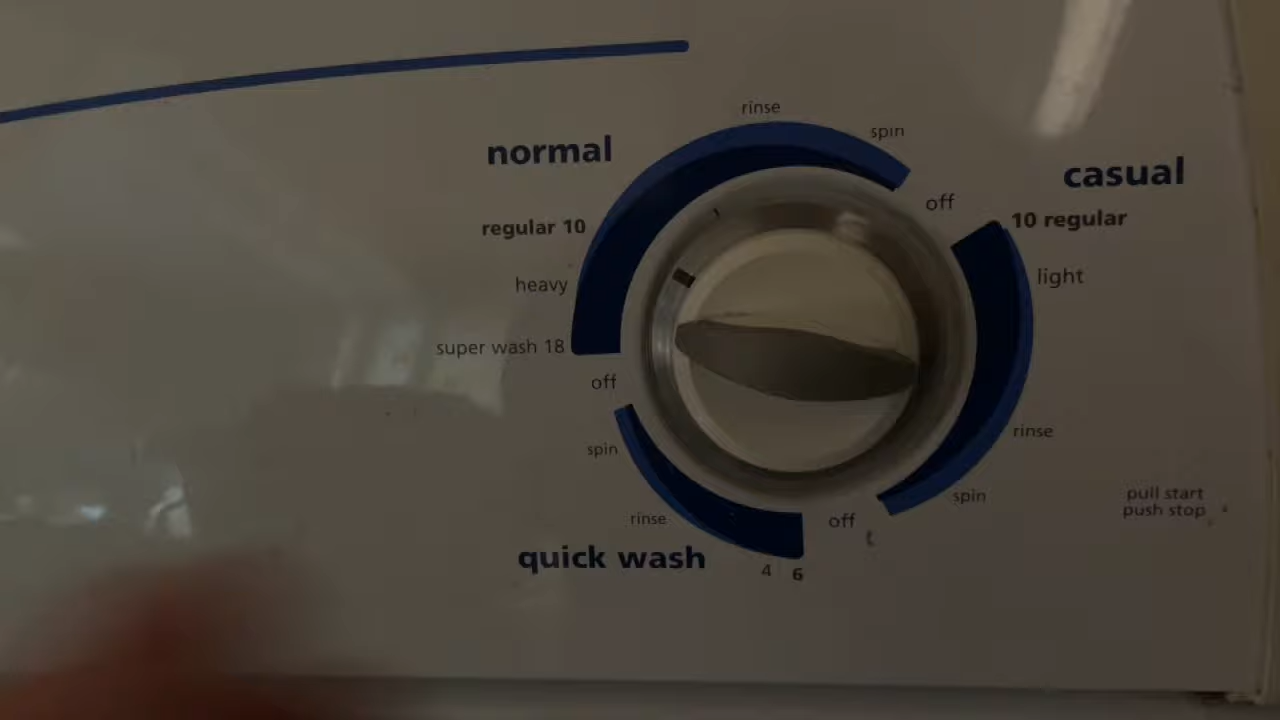 rinse
spin
normal
casual
off
10 regular
regular 10
light
heavy
super wash 18
off
rinse
spin
spin
pull start
push stop
rinse
off
quick wash
4
6